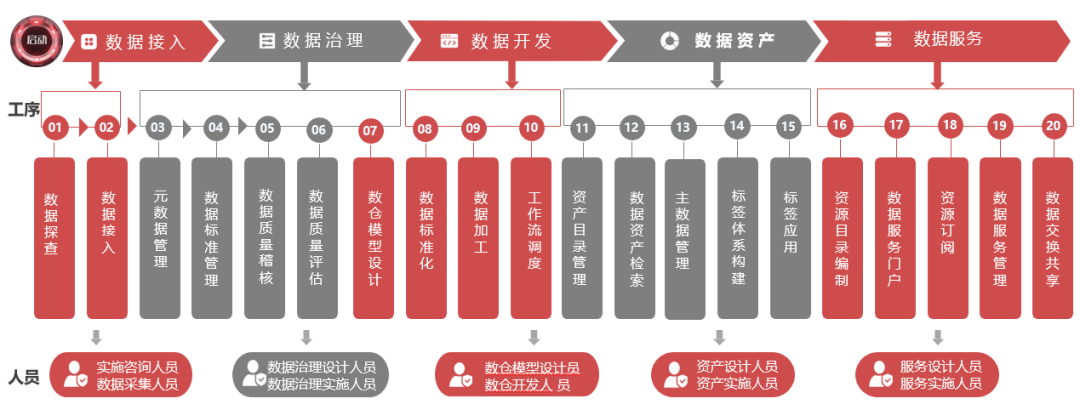 启动
数据接入
数据治理
数据开发
数据资产
数据服务
工序
01
02
03
04
05
06
07
08
09
10
11
12
13
14
15
16
17
18
19
20
数据探查
数据接入
元数据管理
数据标准管理
数据质量稽核
数据质量评估
数仓模型设计
数据标准化
数据加工
工作流调度
资产目录管理
数据资产检索
主数据管理
标签体系构建
标签应用
资源目录编制
数据服务门户
资源订阅
数据服务管理
数据交换共享
人员
实施咨询人员
数据采集人员
数据治理设计人员
数据治理实施人员
数仓模型设计员
数仓开发人 员
资产设计人员
资产实施人员
服务设计人员
服务实施人员